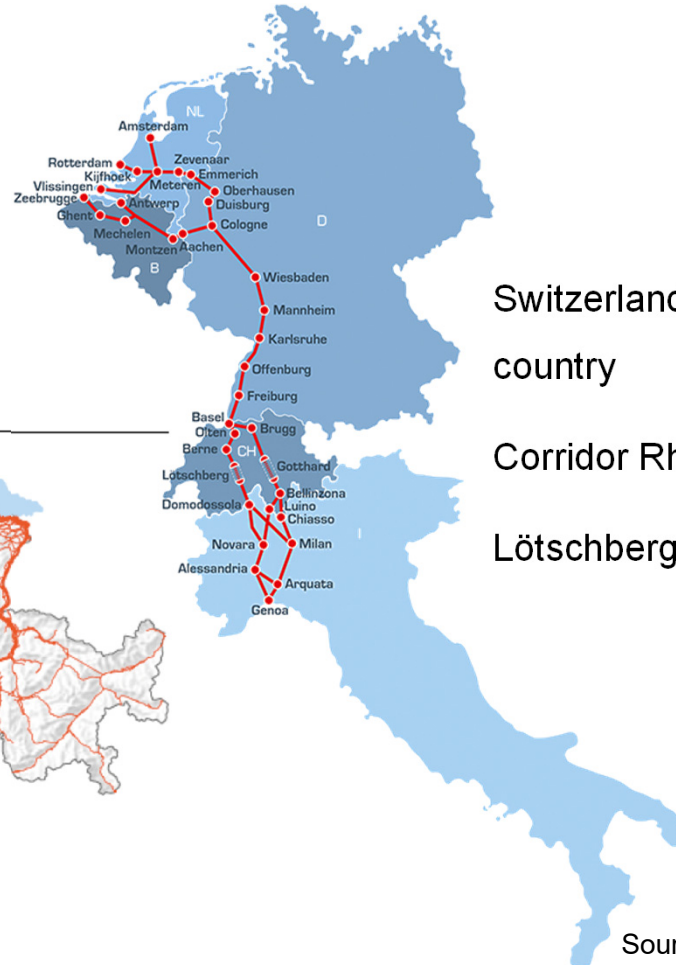 NL
Amsterdam
Rotterdam
Zevenaar
Kijfhoek
Emmerich
Vlissingen
Meteren
Oberhausen
Zeebrugge
Antwerp
Duisburg
Ghent
Cologne
D
Mechelen
Montzen
Aachen
B
Wiesbaden
Switzerland
Mannheim
Karlsruhe
country
Offenburg
Freiburg
Basel
Olten
Brugg
Berne
CH
Corridor Rh
Gotthard
Lötschberg
Bellinzona
Domodossola
Luino
Chiasso
I
Novara
Milan
Lötschberg
Alessandria
Arquata
Genoa
Sour